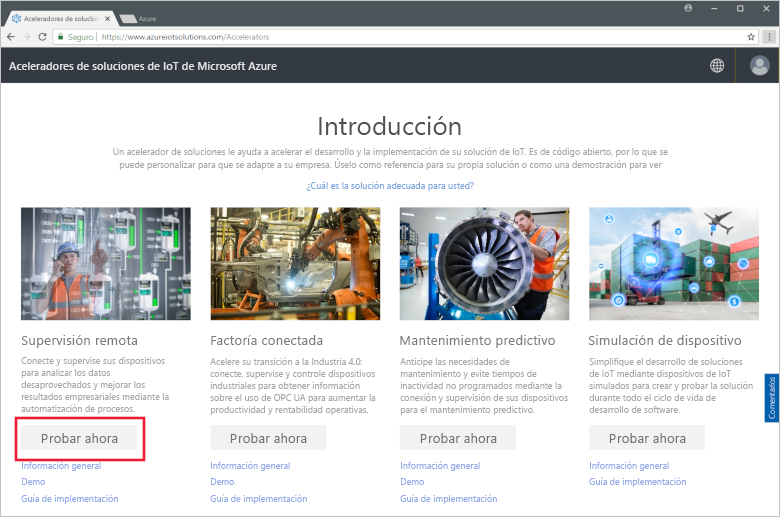 Aceleradores de solucion
Azure
Seguro
https://www.azureiotsolutions.com/Accelerators
Aceleradores de soluciones de IoT de Microsoft Azure
Introducción
Un acelerador de soluciones le ayuda a acelerar el desarrollo y la implementación de su solución de IoT. Es de código abierto, por lo que se
puede personalizar para que se adapte a su empresa. Úselo como referencia para su propia solución o como una demostración para ver
¿Cuál es la solución adecuada para usted?
Supervisión remota
Conecte y supervise sus dispositivos
para analizar los datos
desaprovechados y mejorar los
resultados empresariales mediante la
automatización de procesos.
Probar ahora
Información general
Demo
Guía de implementación
Factoría conectada
Acelere su transición a la Industria 4.0:
conecte, supervise y controle dispositivos
industriales para obtener información
sobre el uso de OPC UA para aumentar la
productividad y rentabilidad operativas.
Probar ahora
Información general
Demo
Guía de implementación
Mantenimiento predictivo
Anticipe las necesidades de
mantenimiento y evite tiempos de
inactividad no programados mediante la
conexión y supervisión de sus dispositivos
para el mantenimiento predictivo.
Probar ahora
Información general
Demo
Guía de implementación
Simulación de dispositivo
Simplifique el desarrollo de soluciones
de IoT mediante dispositivos de IoT
simulados para crear y probar la solución
durante todo el ciclo de vida de
desarrollo de software.
Probar ahora
Información general
Guía de implementación
Comentarios